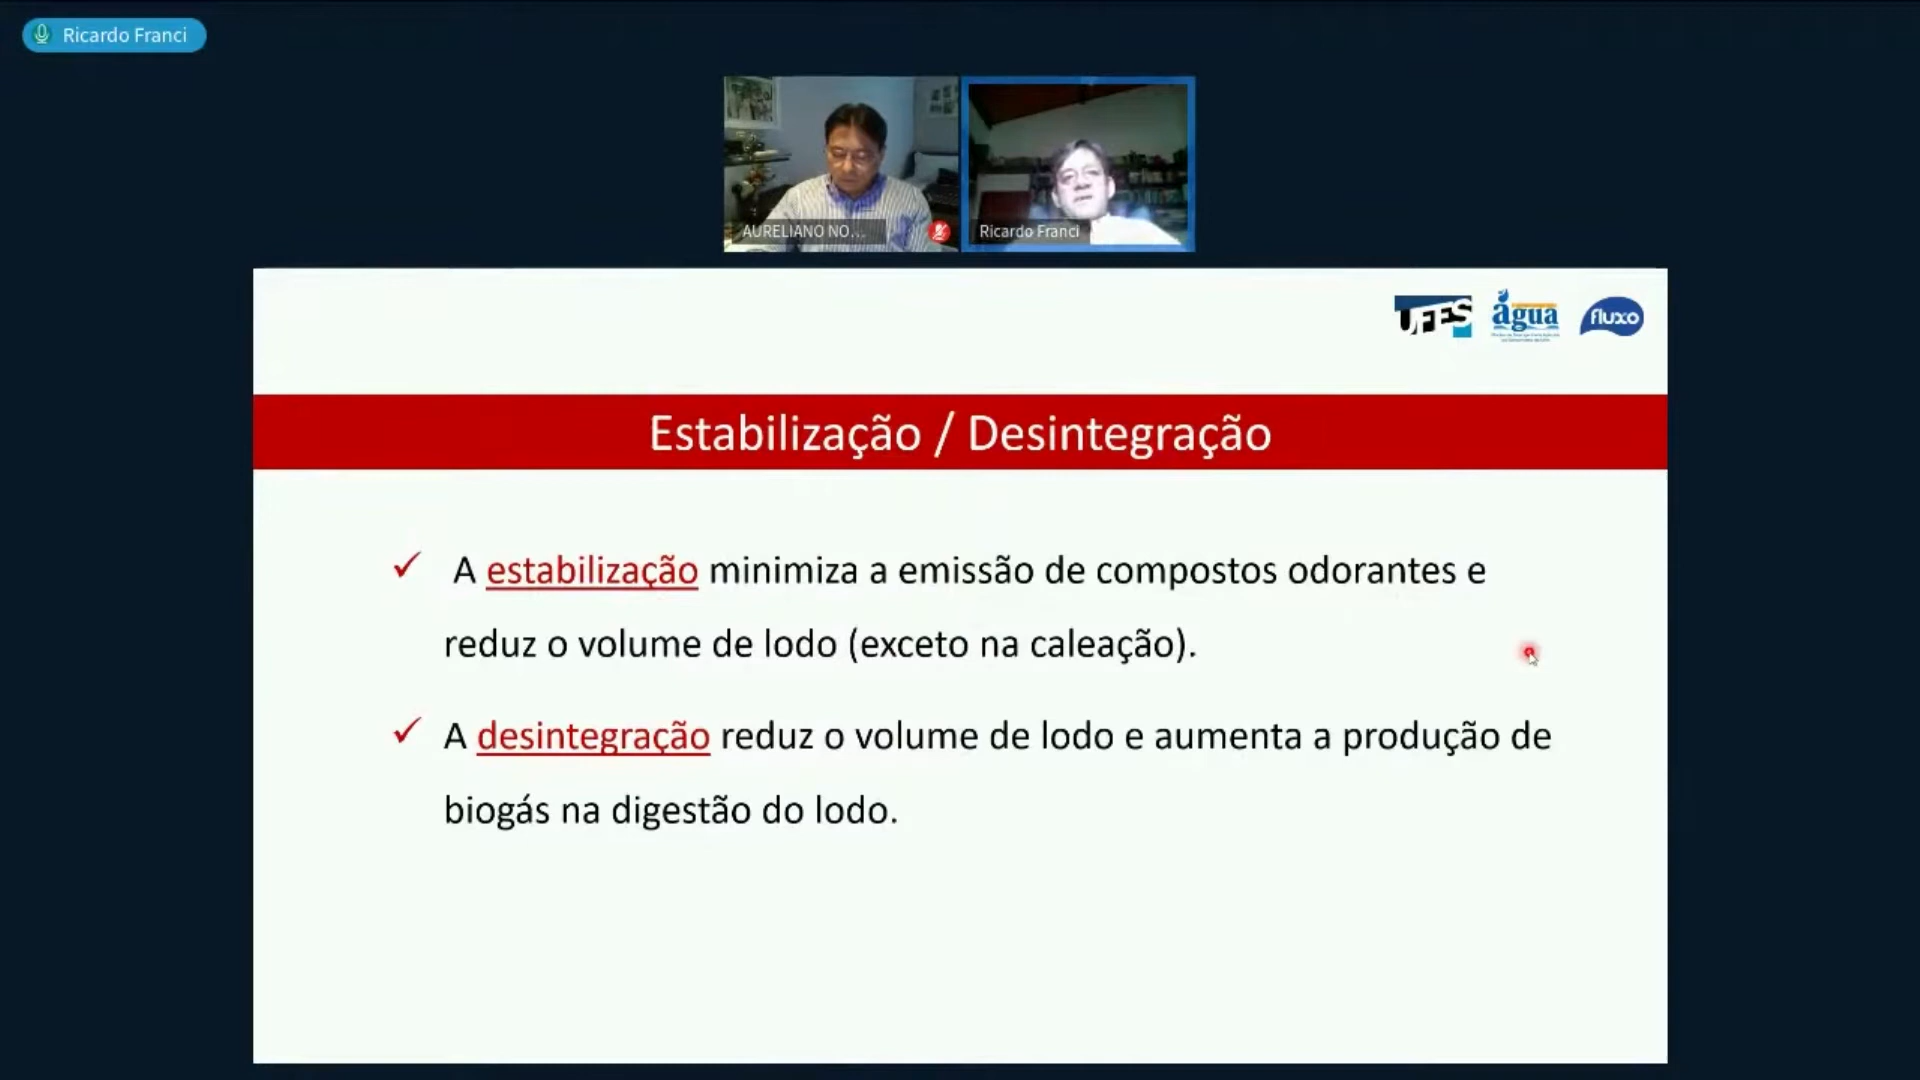 Ricardo Franci
AURELIANO NO...
Ricardo Franci
UFES
água
fluxo
Estabilização / Desintegração
✓ A estabilização minimiza a emissão de compostos odorantes e
reduz o volume de lodo (exceto na caleação).
✓ A desintegração reduz o volume de lodo e aumenta a produção de
biogás na digestão do lodo.